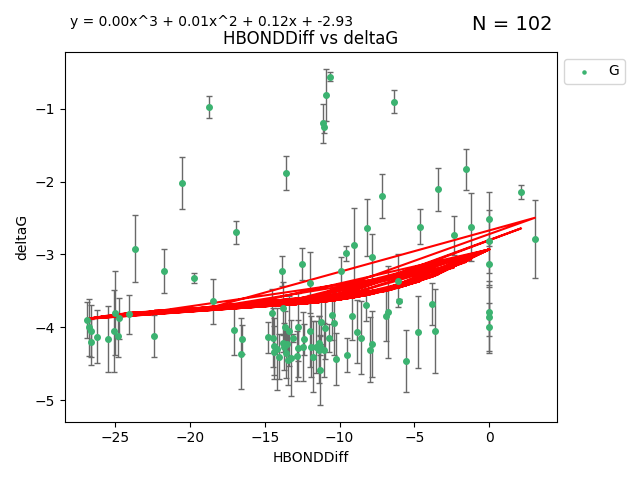 y = 0.00x^3 + 0.01x^2 + 0.12x + -2.93
N = 102
HBONDDiff vs deltaG
G
deltaG
−1
−2
−3
−4
−5
−25
−20
−15
−10
−5
0
HBONDDiff